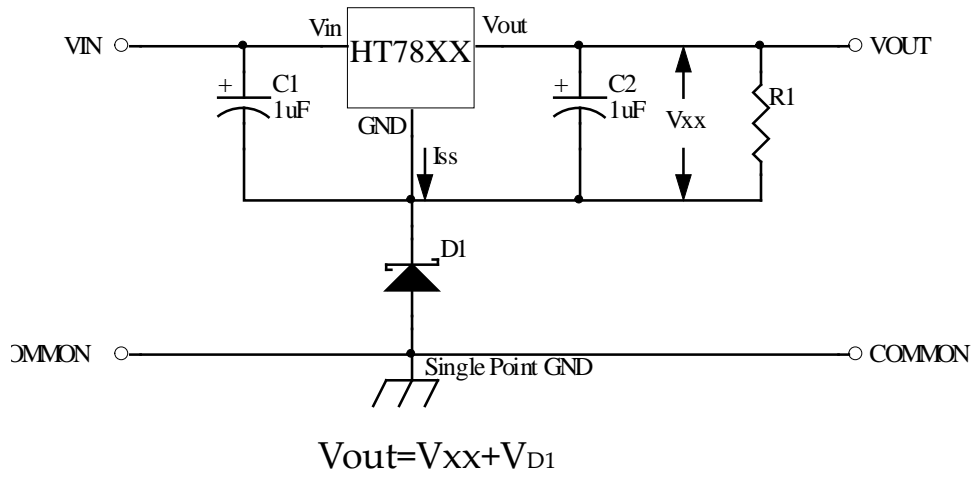 VIN
Vin
HT78XX
Vout
VOUT
+
C1
1uF
GND
Iss
+
C2
1uF
Vxx
R1
D1
OMMON
COMMON
Single Point GND
Vout=Vxx+VD1